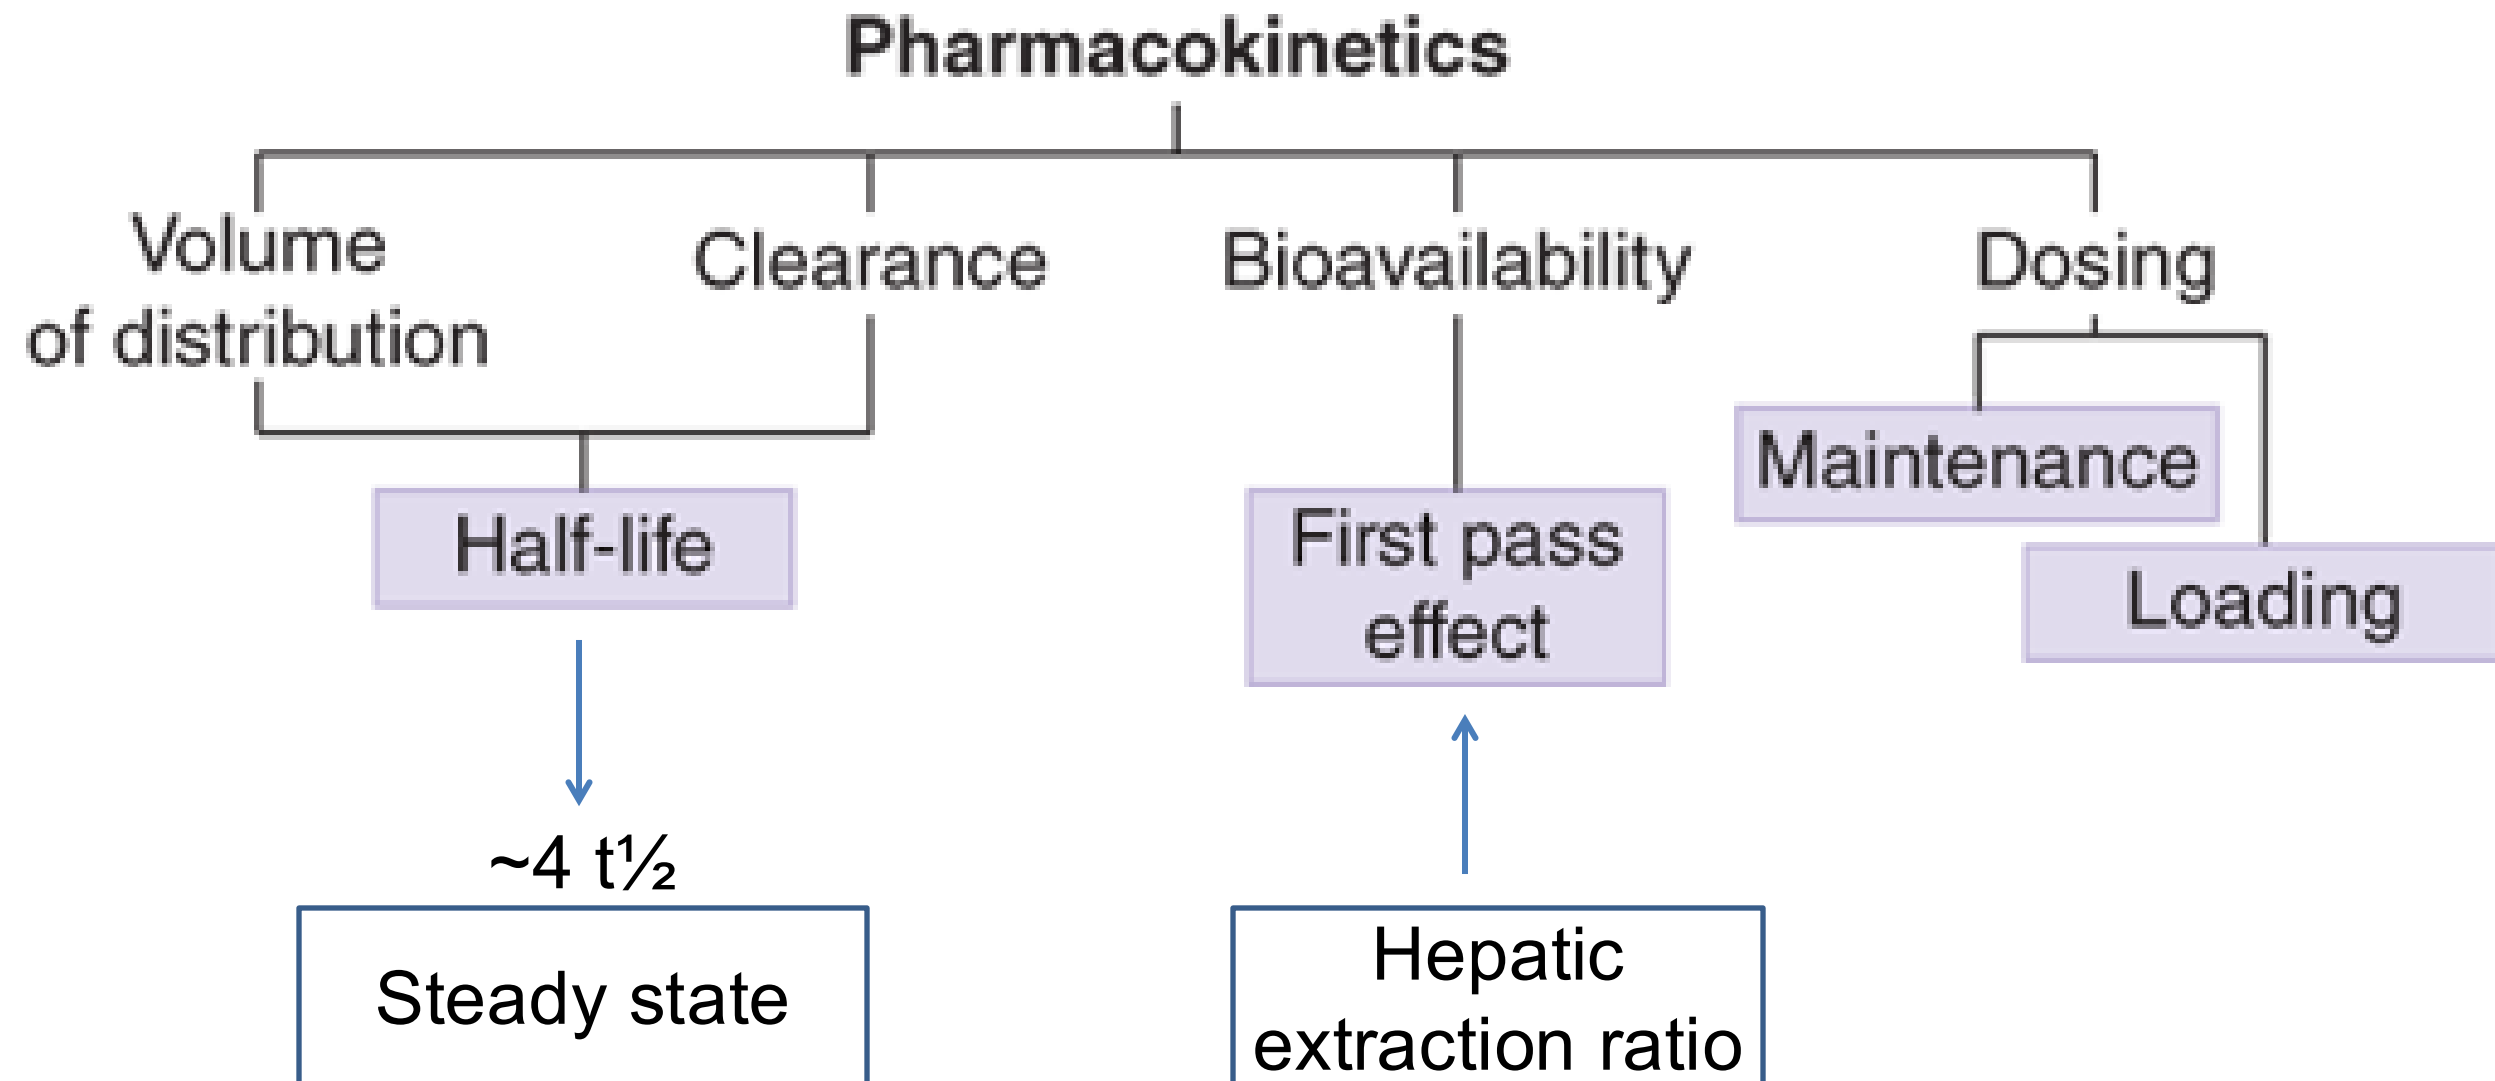 Pharmacokinetics
Volume
of distribution
Clearance
Bioavailability
Dosing
Half-life
First pass
effect
Maintenance
Loading
~4 t½
Steady state
Hepatic
extraction ratio